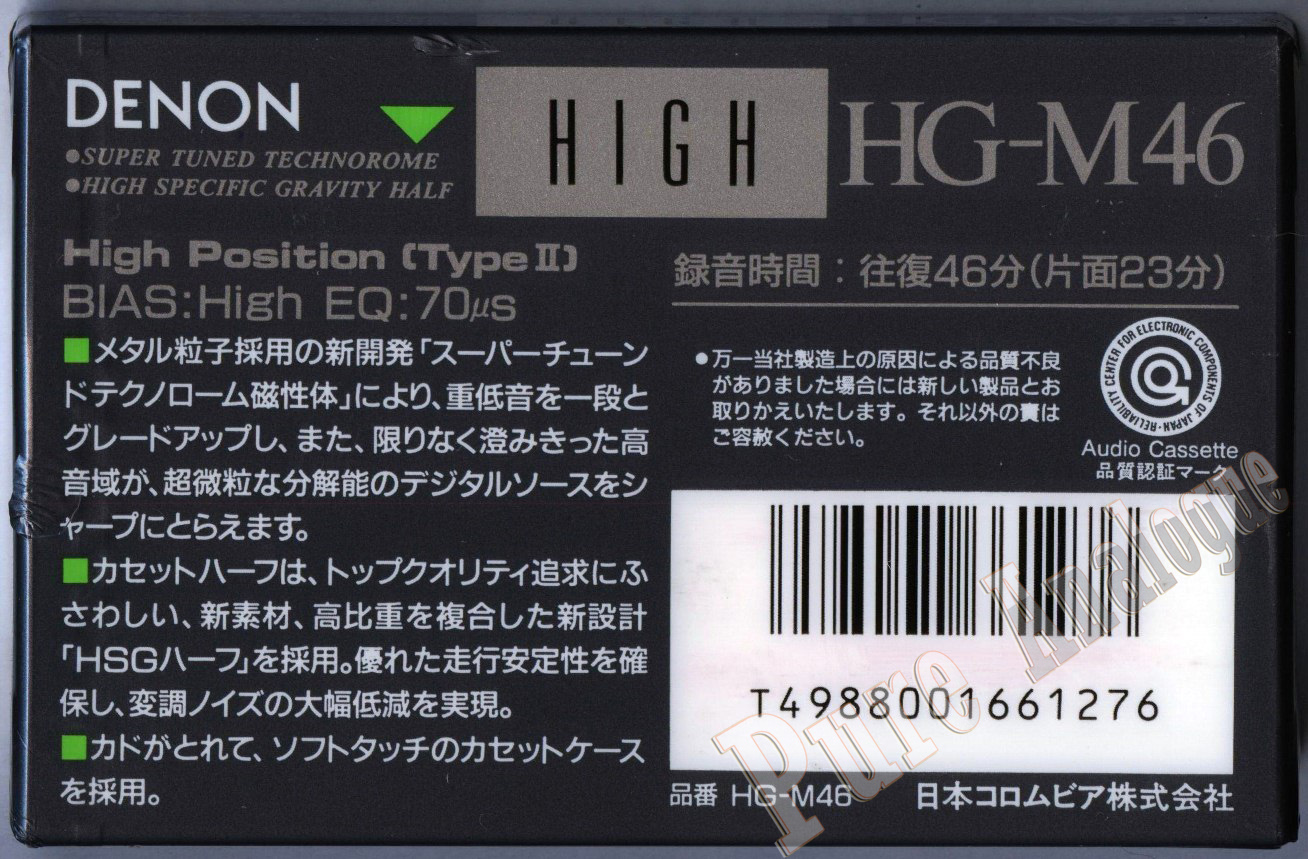 DENON
●SUPER TUNED TECHNOROME
●HIGH SPECIFIC GRAVITY HALF
HIGH
HG-M46
High Position (Type II)
BIAS:High EQ:70μs
■メタル粒子採用の新開発「スーパーチューン
ドテクノローム磁性体」により、重低音を一段と
グレードアップし、また、限りなく澄みきった高
音域が、超微粒な分解能のデジタルソースをシ
ャープにとらえます。
■カセットハーフは、トップクオリティ追求にふ
さわしい、新素材、高比重を複合した新設計
「HSGハーフ」を採用。優れた走行安定性を確
保し、変調ノイズの大幅低減を実現。
■カドがとれて、ソフトタッチのカセットケース
を採用。
録音時間：往復46分(片面23分)
●万一当社製造上の原因による品質不良
がありました場合には新しい製品とお
取りかえいたします。それ以外の責は
ご容赦ください。
RELIABILITY CENTER FOR ELECTRONIC COMPONENTS OF JAPAN
Audio Cassette
品質認証マーク
T4988001661276
品番 HG-M46
日本コロムビア株式会社
Pure Analogue